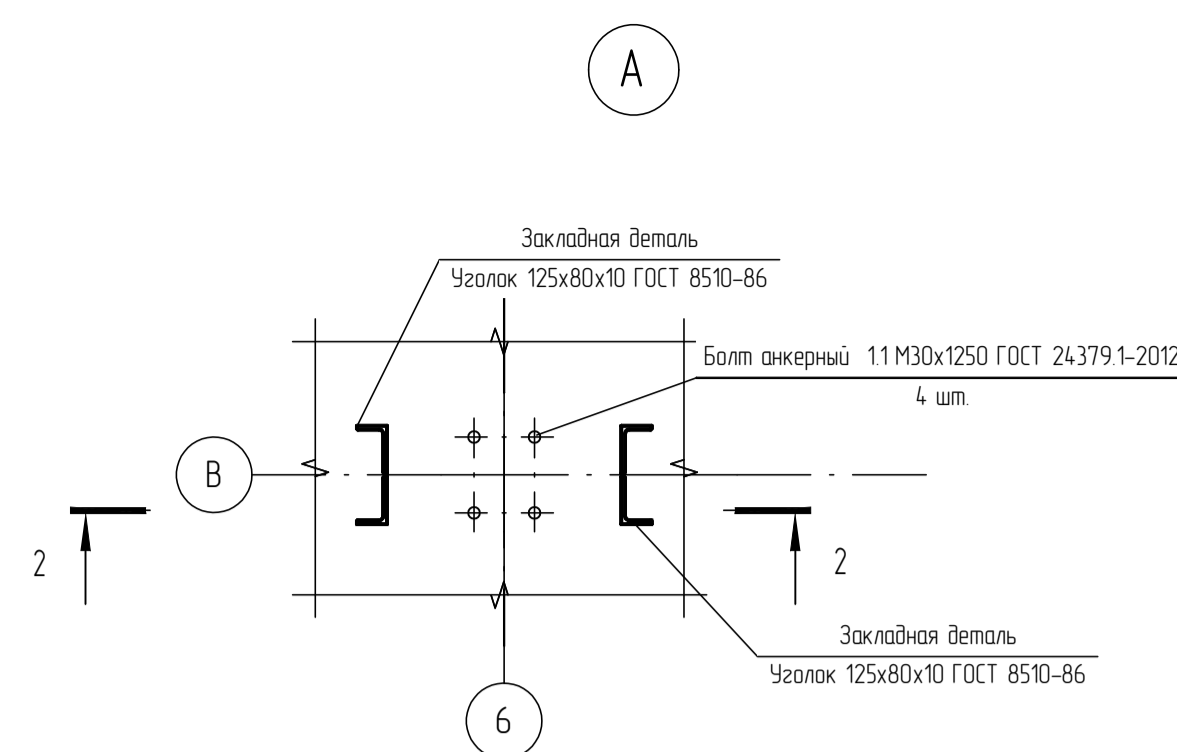 А
Закладная деталь
Уголок 125х80х10 ГОСТ 8510-86
Болт анкерный 1.1 М30х1250 ГОСТ 24379.1-2012
4 шт.
В
2
2
Закладная деталь
Уголок 125х80х10 ГОСТ 8510-86
6